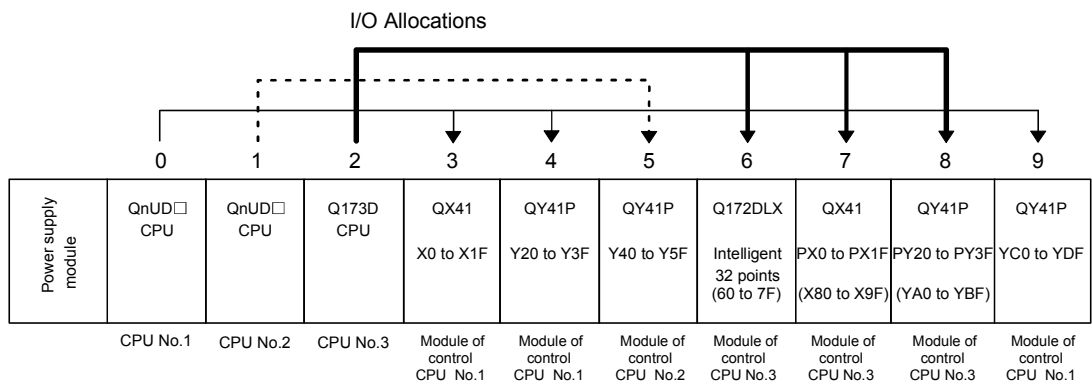 I/O Allocations
0 1 2 3 4 5 6 7 8 9
Power supply
module
QnUD□
CPU
QnUD□
CPU
Q173D
CPU
QX41
X0 to X1F
QY41P
Y20 to Y3F
QY41P
Y40 to Y5F
Q172DLX
Intelligent
32 points
(60 to 7F)
QX41
PX0 to PX1F
(X80 to X9F)
QY41P
PY20 to PY3F
(YA0 to YBF)
QY41P
YC0 to YDF
CPU No.1
CPU No.2
CPU No.3
Module of
control
CPU No.1
Module of
control
CPU No.1
Module of
control
CPU No.2
Module of
control
CPU No.3
Module of
control
CPU No.3
Module of
control
CPU No.3
Module of
control
CPU No.1